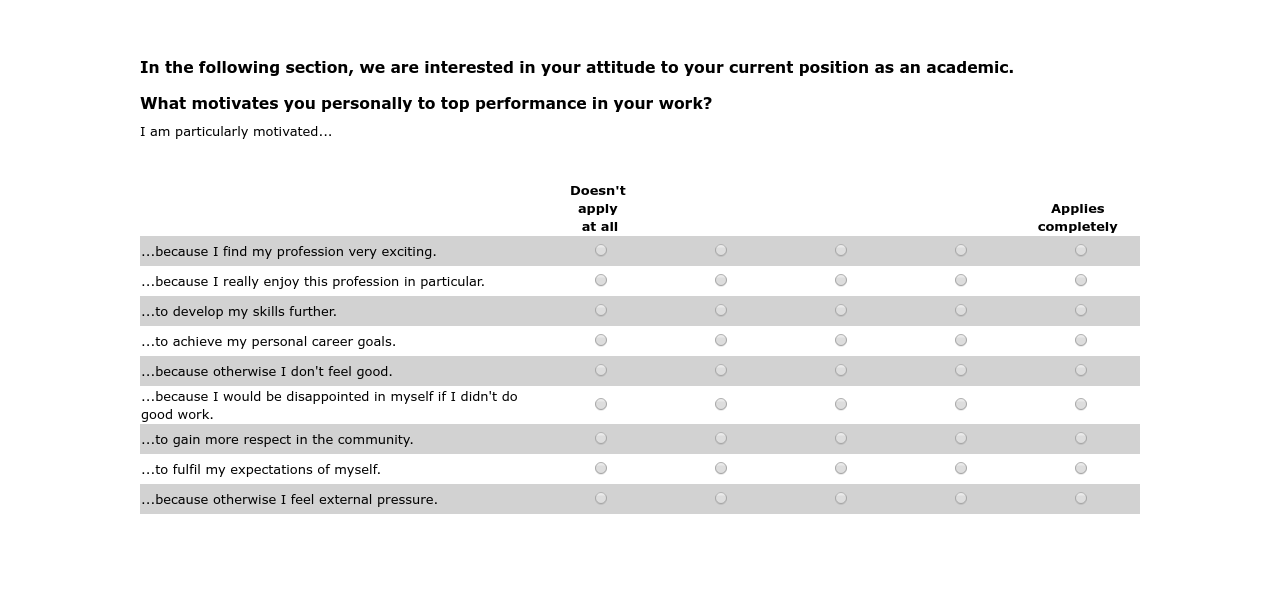 In the following section, we are interested in your attitude to your current position as an academic.
What motivates you personally to top performance in your work?
I am particularly motivated...
Doesn't
apply
at all
Applies
completely
...because I find my profession very exciting.
...because I really enjoy this profession in particular.
...to develop my skills further.
...to achieve my personal career goals.
...because otherwise I don't feel good.
...because I would be disappointed in myself if I didn't do
good work.
...to gain more respect in the community.
...to fulfil my expectations of myself.
...because otherwise I feel external pressure.